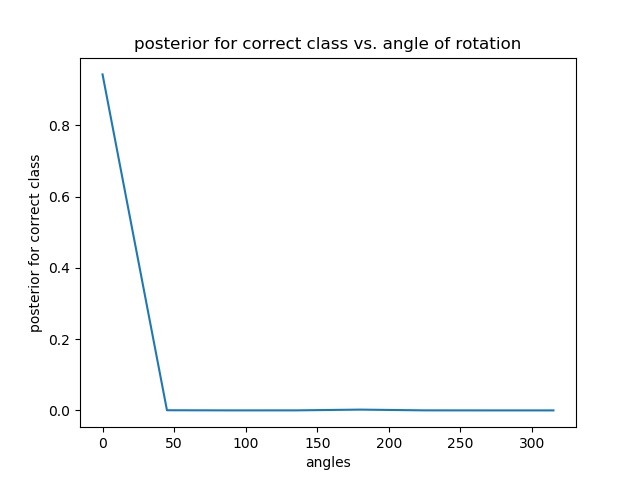 posterior for correct class vs. angle of rotation
posterior for correct class
0.8
0.6
0.4
0.2
0.0
0 50 100 150 200 250 300
angles